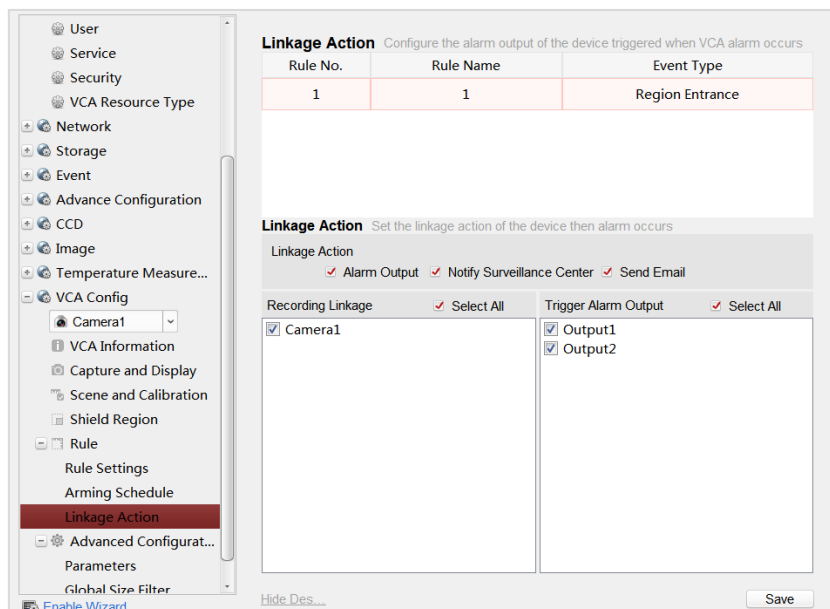 User
Service
Security
VCA Resource Type
Network
Storage
Event
Advance Configuration
CCD
Image
Temperature Measure...
VCA Config
Camera1
VCA Information
Capture and Display
Scene and Calibration
Shield Region
Rule
Rule Settings
Arming Schedule
Linkage Action
Advanced Configurat...
Parameters
Global Size Filter
Enable Wizard
Linkage Action Configure the alarm output of the device triggered when VCA alarm occurs
Rule No. Rule Name Event Type
1 1 Region Entrance
Linkage Action Set the linkage action of the device then alarm occurs
Linkage Action
Alarm Output Notify Surveillance Center Send Email
Recording Linkage Select All Trigger Alarm Output Select All
Camera1 Output1
Output2
Hide Des... Save